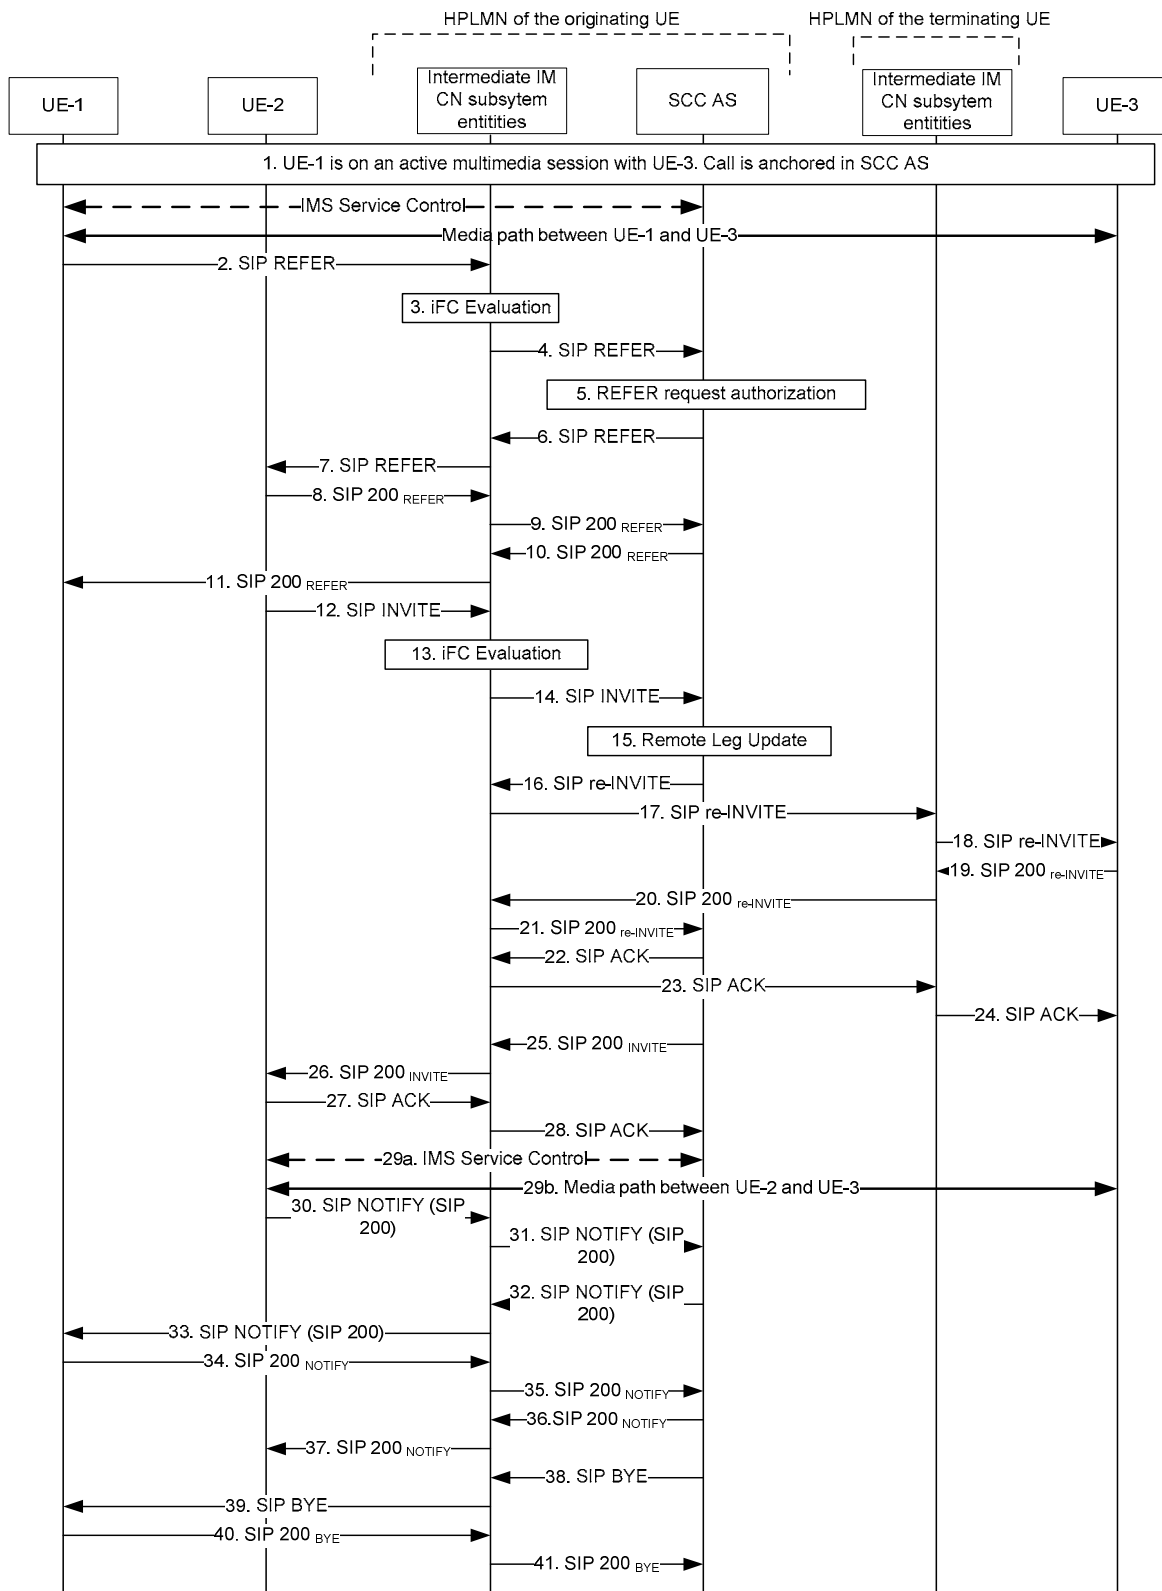 HPLMN of the originating UE
HPLMN of the terminating UE
UE-1
UE-2
Intermediate IM
CN subsytem
entitities
SCC AS
Intermediate IM
CN subsytem
entitities
UE-3
1. UE-1 is on an active multimedia session with UE-3. Call is anchored in SCC AS
IMS Service Control
Media path between UE-1 and UE-3
2. SIP REFER
3. iFC Evaluation
4. SIP REFER
5. REFER request authorization
6. SIP REFER
7. SIP REFER
8. SIP 200 REFER
9. SIP 200 REFER
10. SIP 200 REFER
11. SIP 200 REFER
12. SIP INVITE
13. iFC Evaluation
14. SIP INVITE
15. Remote Leg Update
16. SIP re-INVITE
17. SIP re-INVITE
18. SIP re-INVITE
19. SIP 200 re-INVITE
20. SIP 200 re-INVITE
21. SIP 200 re-INVITE
22. SIP ACK
23. SIP ACK
24. SIP ACK
25. SIP 200 INVITE
26. SIP 200 INVITE
27. SIP ACK
28. SIP ACK
29a. IMS Service Control
29b. Media path between UE-2 and UE-3
30. SIP NOTIFY (SIP
200)
31. SIP NOTIFY (SIP
200)
32. SIP NOTIFY (SIP
200)
33. SIP NOTIFY (SIP 200)
34. SIP 200 NOTIFY
35. SIP 200 NOTIFY
36.SIP 200 NOTIFY
37. SIP 200 NOTIFY
38. SIP BYE
39. SIP BYE
40. SIP 200 BYE
41. SIP 200 BYE